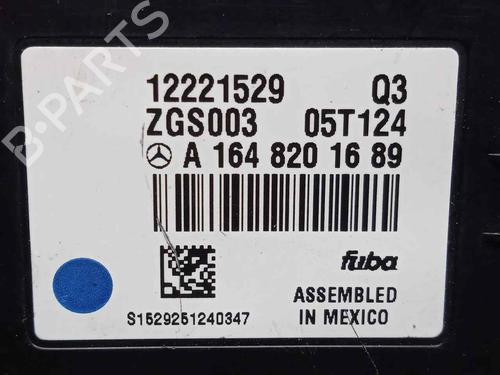 B-PARTS
12221529 Q3
ZGS003 05T124
A 164 820 16 89
fuba
ASSEMBLED
IN MEXICO
S1529251240347